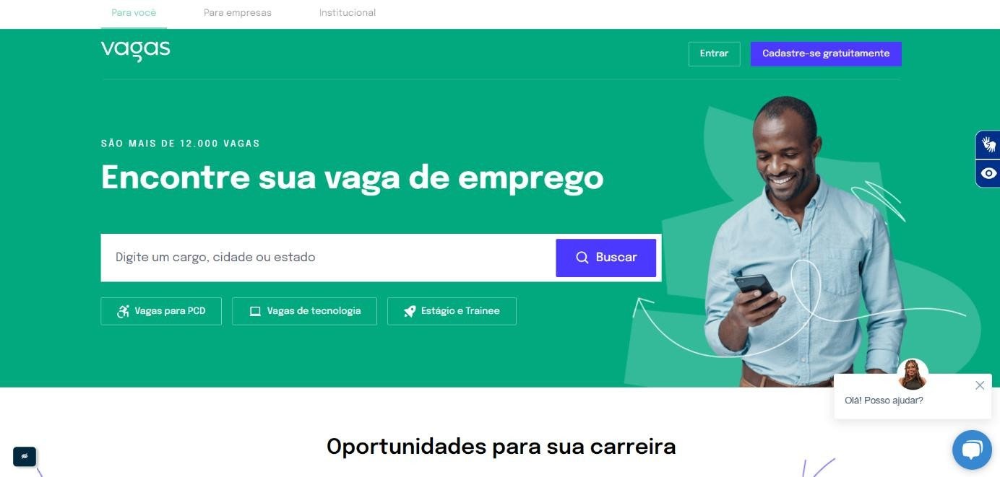 Para você
Para empresas
Institucional
vagas
Entrar
Cadastre-se gratuitamente
SÃO MAIS DE 12.000 VAGAS
Encontre sua vaga de emprego
Digite um cargo, cidade ou estado
Buscar
Vagas para PCD
Vagas de tecnologia
Estágio e Trainee
Olá! Posso ajudar?
Oportunidades para sua carreira